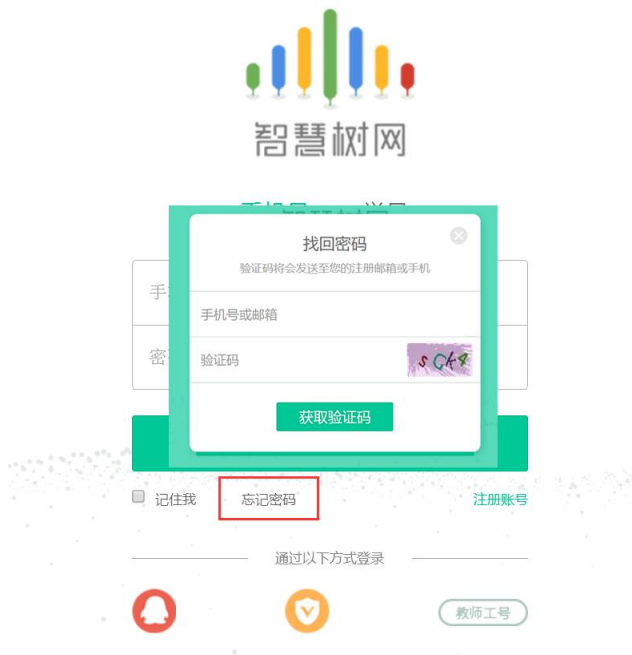 智慧树网
找回密码
验证码将会发送至您的注册邮箱或手机
手
手机号或邮箱
密
验证码
sCk4
获取验证码
记住我 忘记密码 注册账号
通过以下方式登录
教师工号